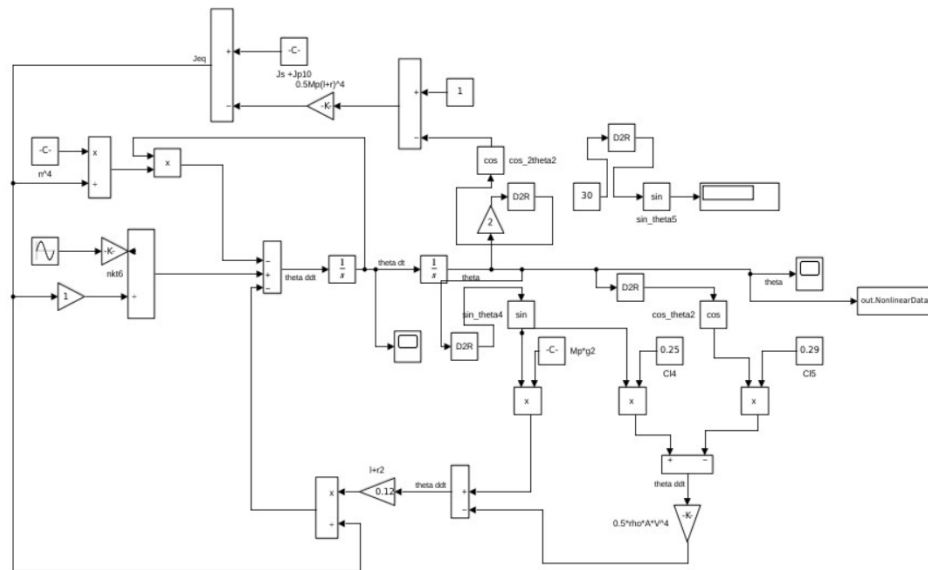 -C-
+
Jeq
Js +Jp10
0.5Mp(l+r)^4
-K-
−
+
1
−
D2R
-C-
x
x
cos
cos_2theta2
n^4
÷
30
sin
D2R
sin_theta5
2
-K-
nkt6
−
+
−
theta ddt
1
s
theta dt
1
s
theta
theta
1
÷
D2R
out.NonlinearData
sin_theta4
sin
cos_theta2
cos
D2R
-C-
Mp*g2
0.25
Cl4
0.29
Cl5
x
x
x
+
−
l+r2
theta ddt
x
0.12
theta ddt
+
−
-K-
0.5*rho*A*V^4
÷